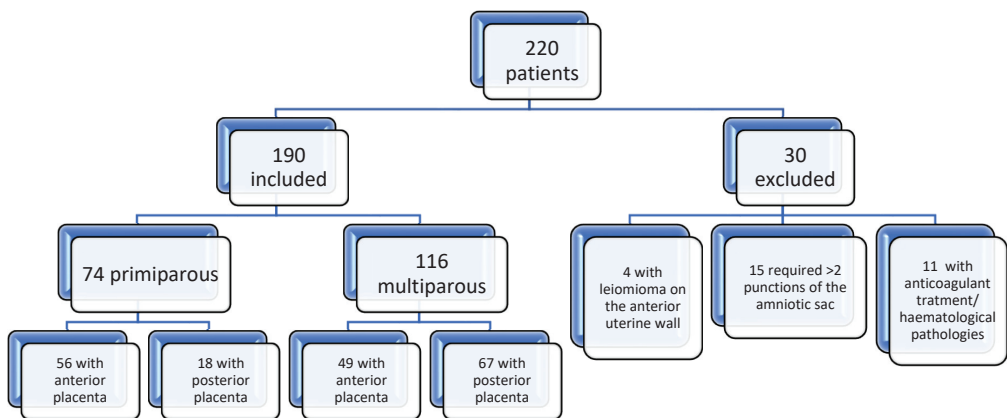 220
patients
190
included
30
excluded
74 primiparous
116
multiparous
4 with
leiomioma on
the anterior
uterine wall
15 required >2
punctions of the
amniotic sac
11 with
anticoagulant
tratment/
haematological
pathologies
56 with
anterior
placenta
18 with
posterior
placenta
49 with
anterior
placenta
67 with
posterior
placenta